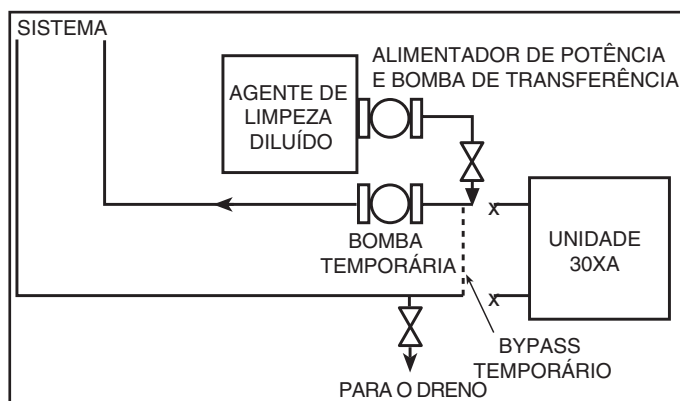 SISTEMA
ALIMENTADOR DE POTÊNCIA
E BOMBA DE TRANSFERÊNCIA
AGENTE DE
LIMPEZA
DILUÍDO
BOMBA
TEMPORÁRIA
x
x
UNIDADE
30XA
BYPASS
TEMPORÁRIO
PARA O DRENO